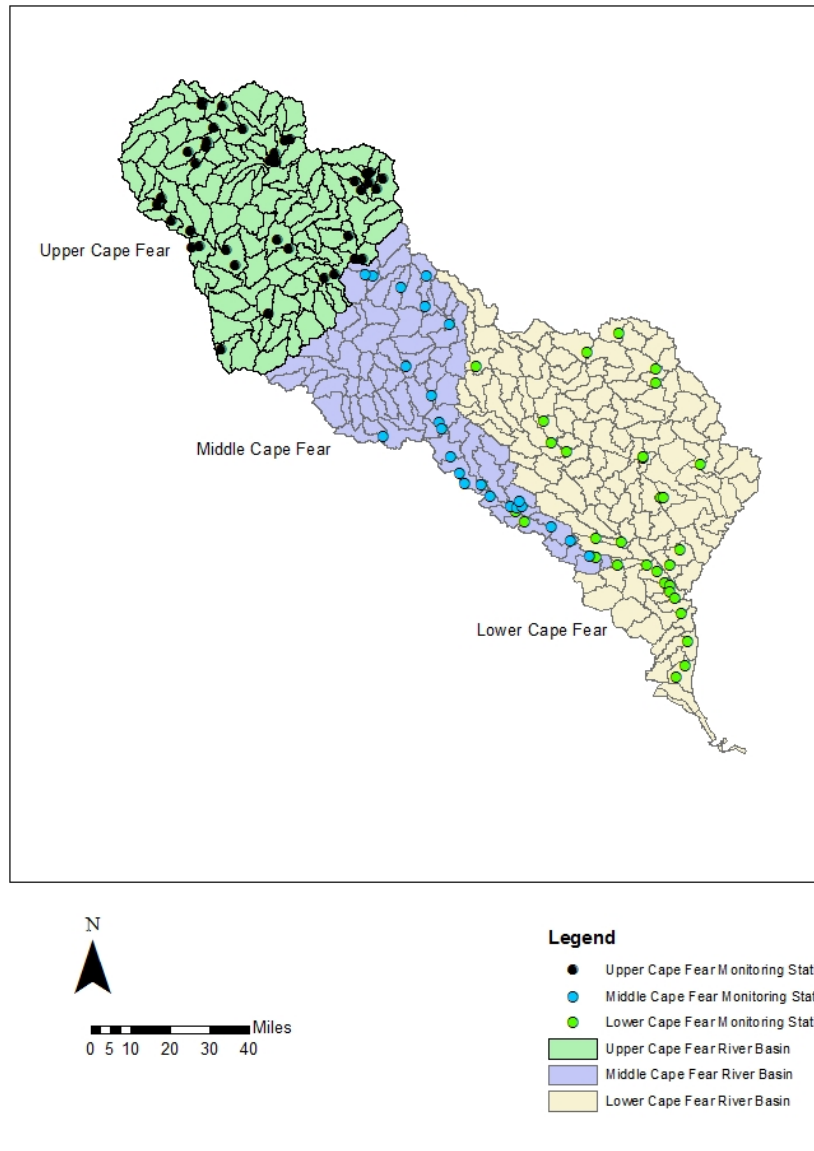 Upper Cape Fear
Middle Cape Fear
Lower Cape Fear
N
Miles
0 5 10 20 30 40
Legend
Upper Cape Fear Monitoring Stat
Middle Cape Fear Monitoring Stat
Lower Cape Fear Monitoring Stat
Upper Cape Fear River Basin
Middle Cape Fear River Basin
Lower Cape Fear River Basin